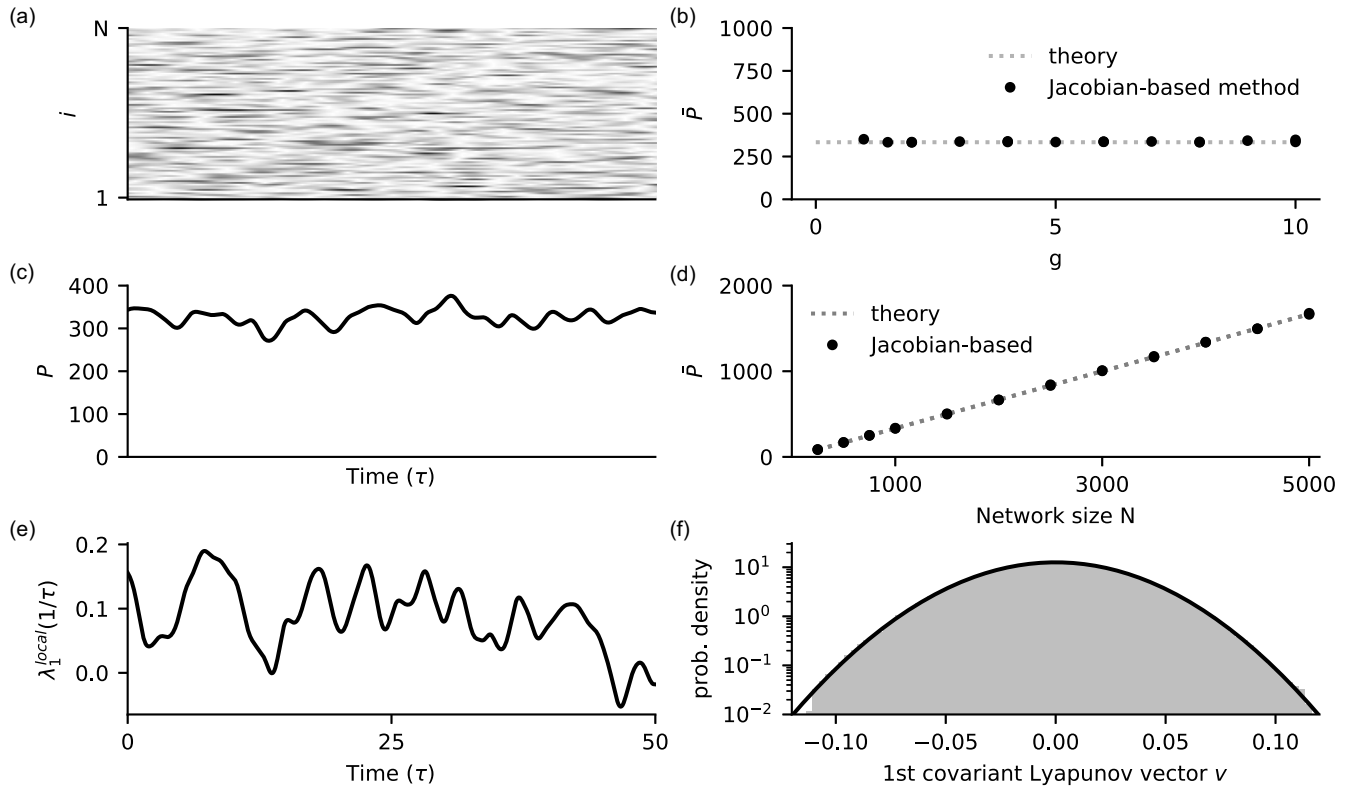 (a)
N
i
1
(b)
1000
750
500
250
0
P̄
theory
Jacobian-based method
0 5 10
g
(c)
400
300
200
100
0
P
Time (τ)
(d)
2000
1000
0
P̄
theory
Jacobian-based
1000 3000 5000
Network size N
(e)
0.2
0.1
0.0
λ₁ˡᵒᶜᵃˡ(1/τ)
0 25 50
Time (τ)
(f)
10¹
10⁰
10⁻¹
10⁻²
prob. density
−0.10 −0.05 0.00 0.05 0.10
1st covariant Lyapunov vector v